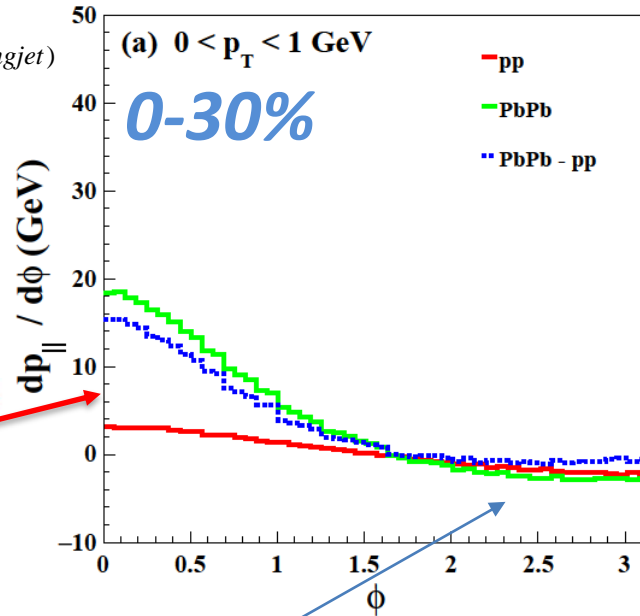 ngjet)
(a) 0 < p_T < 1 GeV
0-30%
pp
PbPb
PbPb - pp
dp_∥ / dϕ (GeV)
50
40
30
20
10
0
−10
0 0.5 1 1.5 2 2.5 3
ϕ